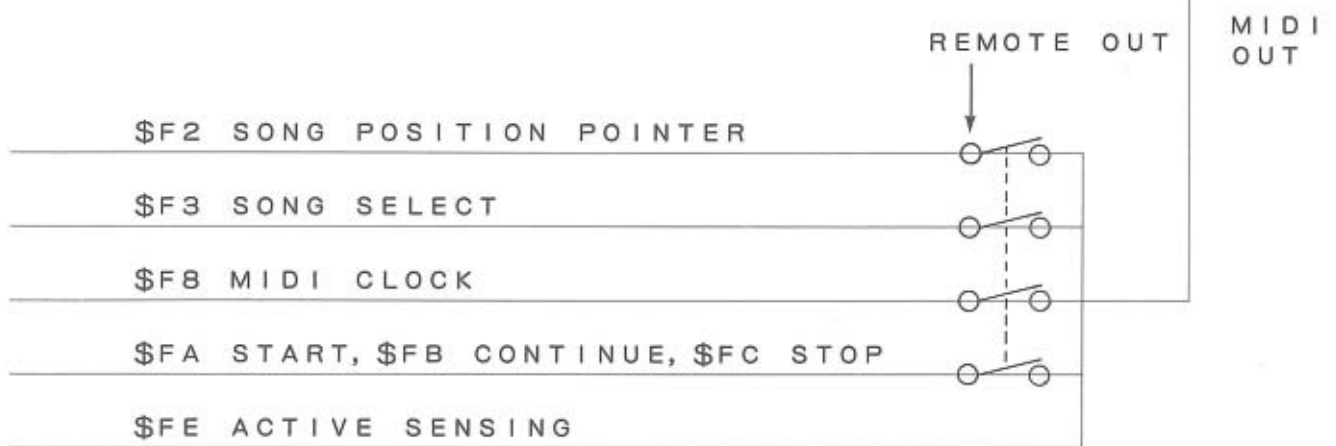 REMOTE OUT
MIDI
OUT
$F2 SONG POSITION POINTER
$F3 SONG SELECT
$F8 MIDI CLOCK
$FA START, $FB CONTINUE, $FC STOP
$FE ACTIVE SENSING